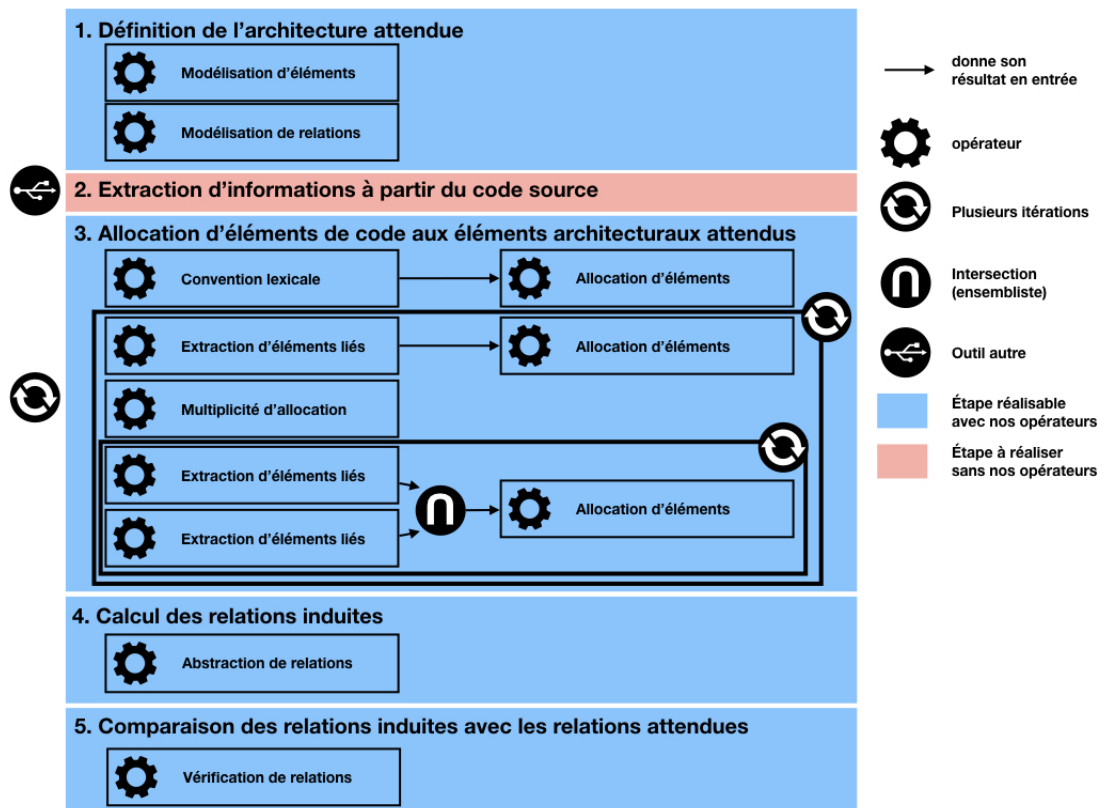 1. Définition de l'architecture attendue
Modélisation d'éléments
Modélisation de relations
2. Extraction d'informations à partir du code source
3. Allocation d'éléments de code aux éléments architecturaux attendus
Convention lexicale
Allocation d'éléments
Extraction d'éléments liés
Allocation d'éléments
Multiplicité d'allocation
Extraction d'éléments liés
Extraction d'éléments liés
Allocation d'éléments
4. Calcul des relations induites
Abstraction de relations
5. Comparaison des relations induites avec les relations attendues
Vérification de relations
donne son
résultat en entrée
opérateur
Plusieurs itérations
Intersection
(ensembliste)
Outil autre
Étape réalisable
avec nos opérateurs
Étape à réaliser
sans nos opérateurs